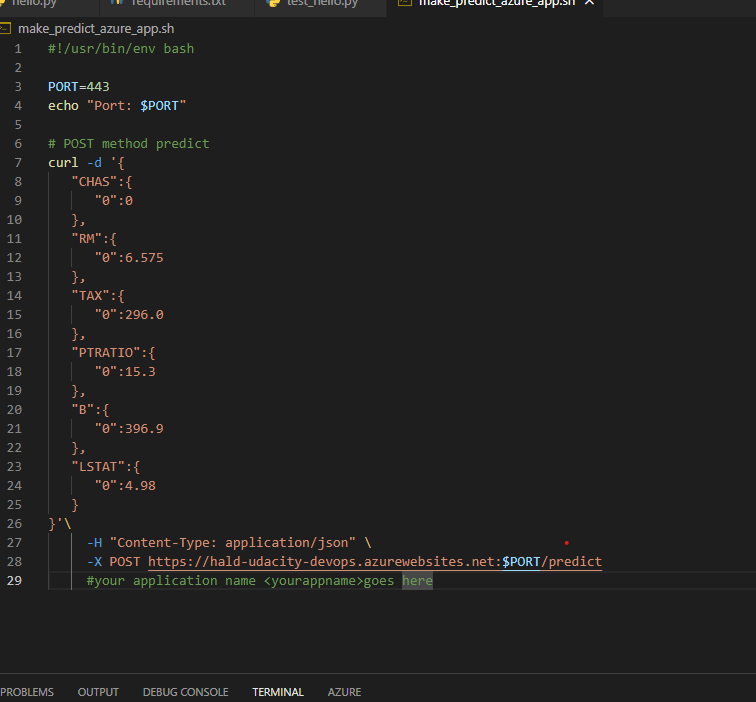 hello.py requirements.txt test_hello.py make_predict_azure_app.sh
make_predict_azure_app.sh
1 #!/usr/bin/env bash
2
3 PORT=443
4 echo "Port: $PORT"
5
6 # POST method predict
7 curl -d '{
8 "CHAS":{
9 "0":0
10 },
11 "RM":{
12 "0":6.575
13 },
14 "TAX":{
15 "0":296.0
16 },
17 "PTRATIO":{
18 "0":15.3
19 },
20 "B":{
21 "0":396.9
22 },
23 "LSTAT":{
24 "0":4.98
25 }
26 }'\
27 -H "Content-Type: application/json" \
28 -X POST https://hald-udacity-devops.azurewebsites.net:$PORT/predict
29 #your application name <yourappname>goes here
PROBLEMS OUTPUT DEBUG CONSOLE TERMINAL AZURE